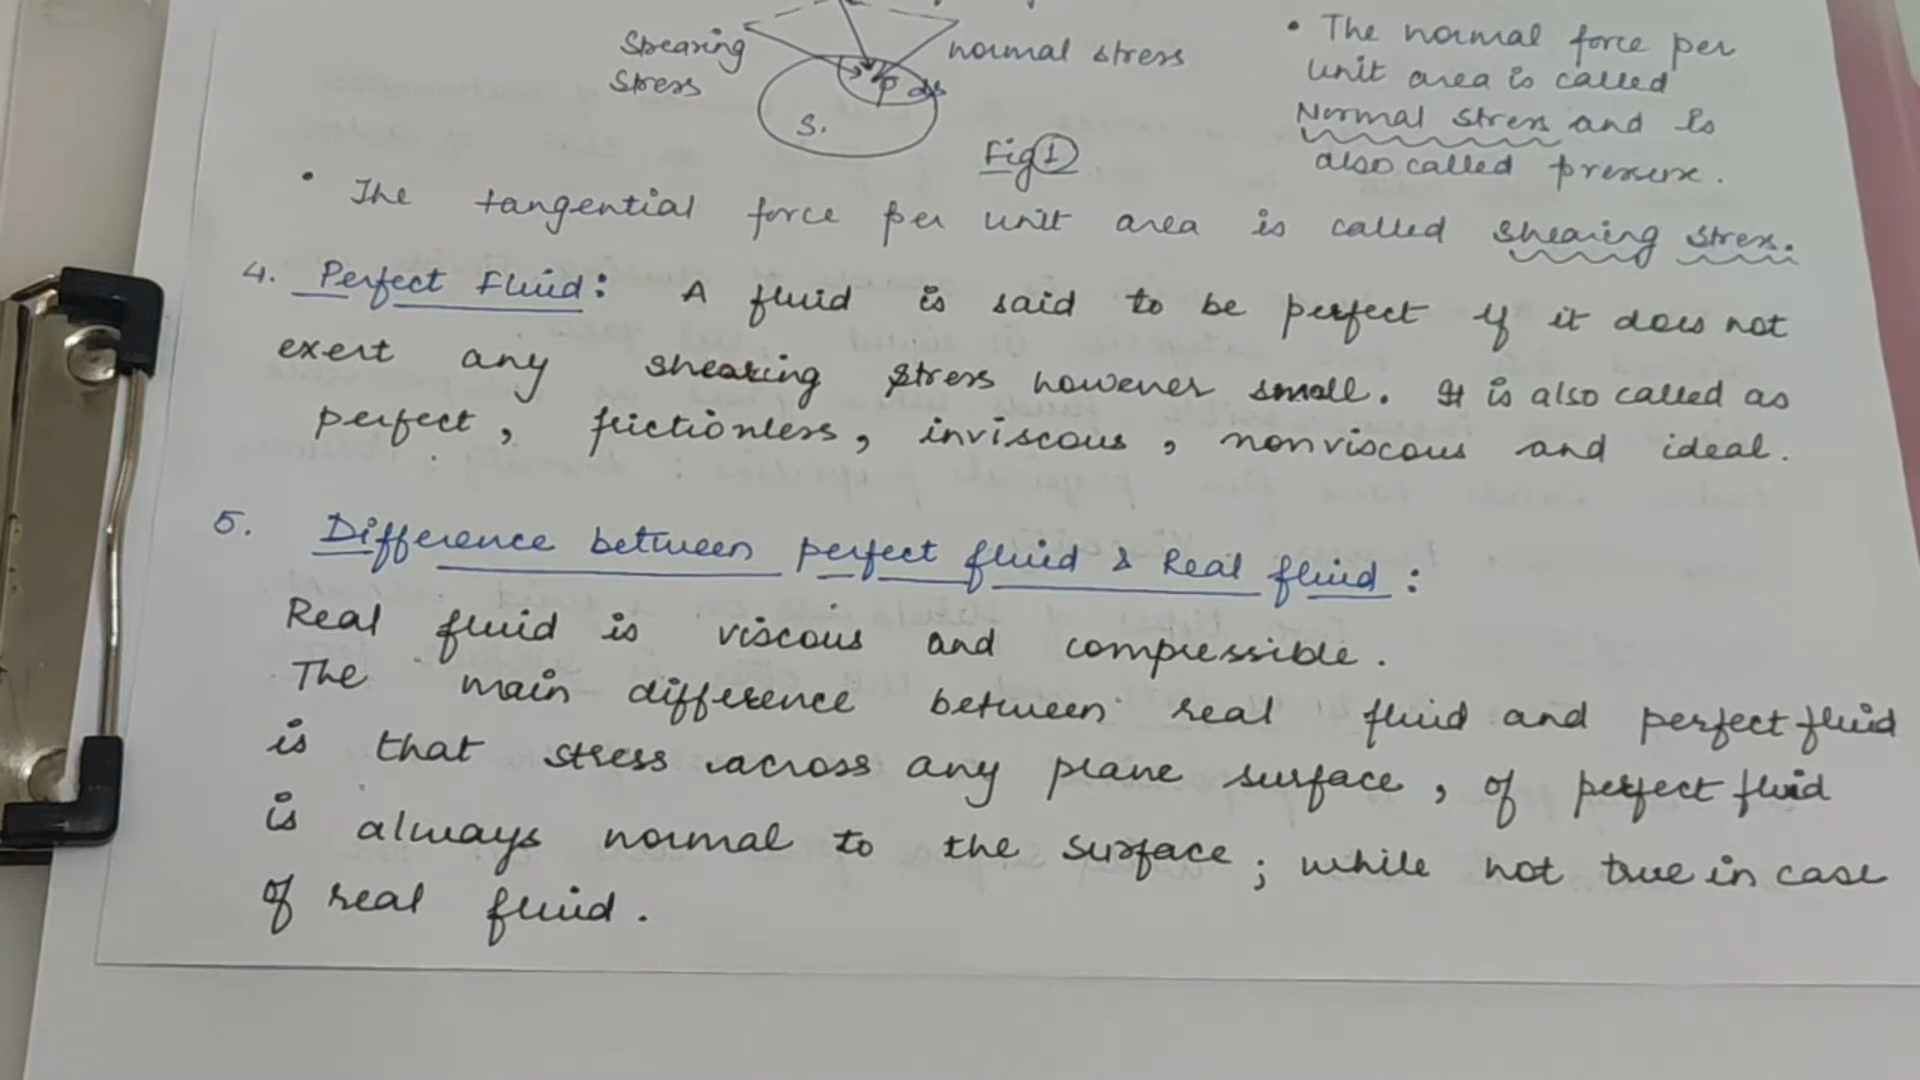 Shearing
Stress
normal stress
P ds
S.
Fig 1
• The normal force per
unit area is called
Normal stress and is
also called pressure.
• The tangential force per unit area is called shearing stress.
4. Perfect Fluid: A fluid is said to be perfect if it does not
exert any shearing stress however small. It is also called as
perfect, frictionless, inviscous, nonviscous and ideal.
5. Difference between perfect fluid & Real fluid:
Real fluid is viscous and compressible.
The main difference between real fluid and perfect fluid
is that stress across any plane surface, of perfect fluid
is always normal to the surface; while not true in case
of real fluid.